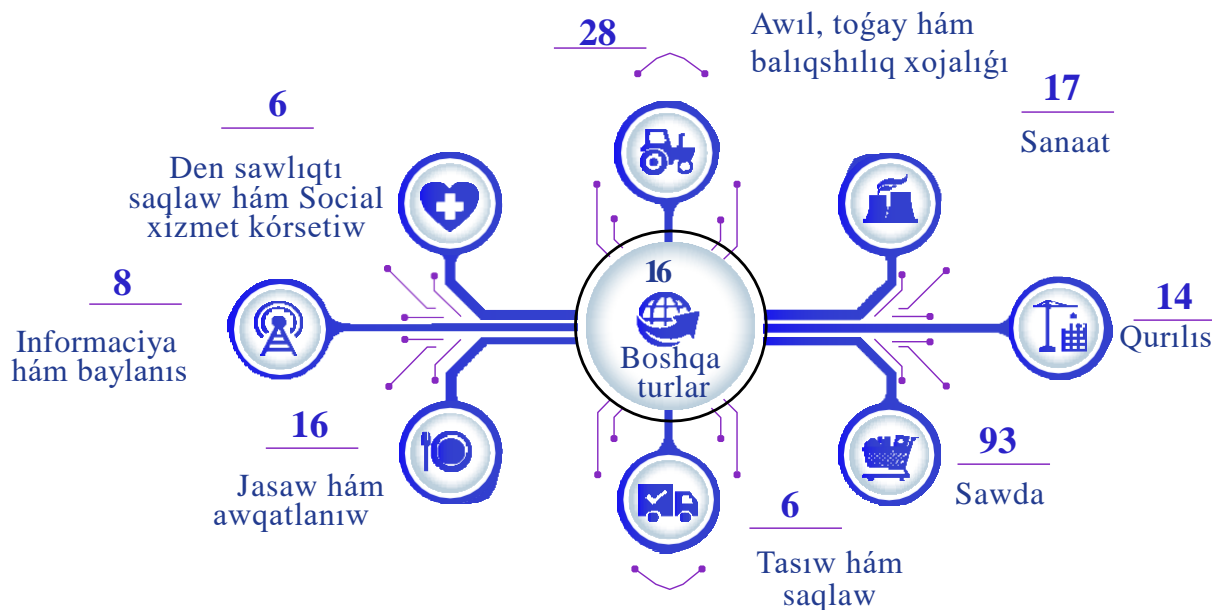 28
Awıl, toǵay hám
balıqshılıq xojalıǵı
17
Sanaat
6
Den sawlıqtı
saqlaw hám Social
xizmet kórsetiw
8
Informaciya
hám baylanıs
16
Boshqa
turlar
14
Qurılıs
16
Jasaw hám
awqatlanıw
93
Sawda
6
Tasıw hám
saqlaw